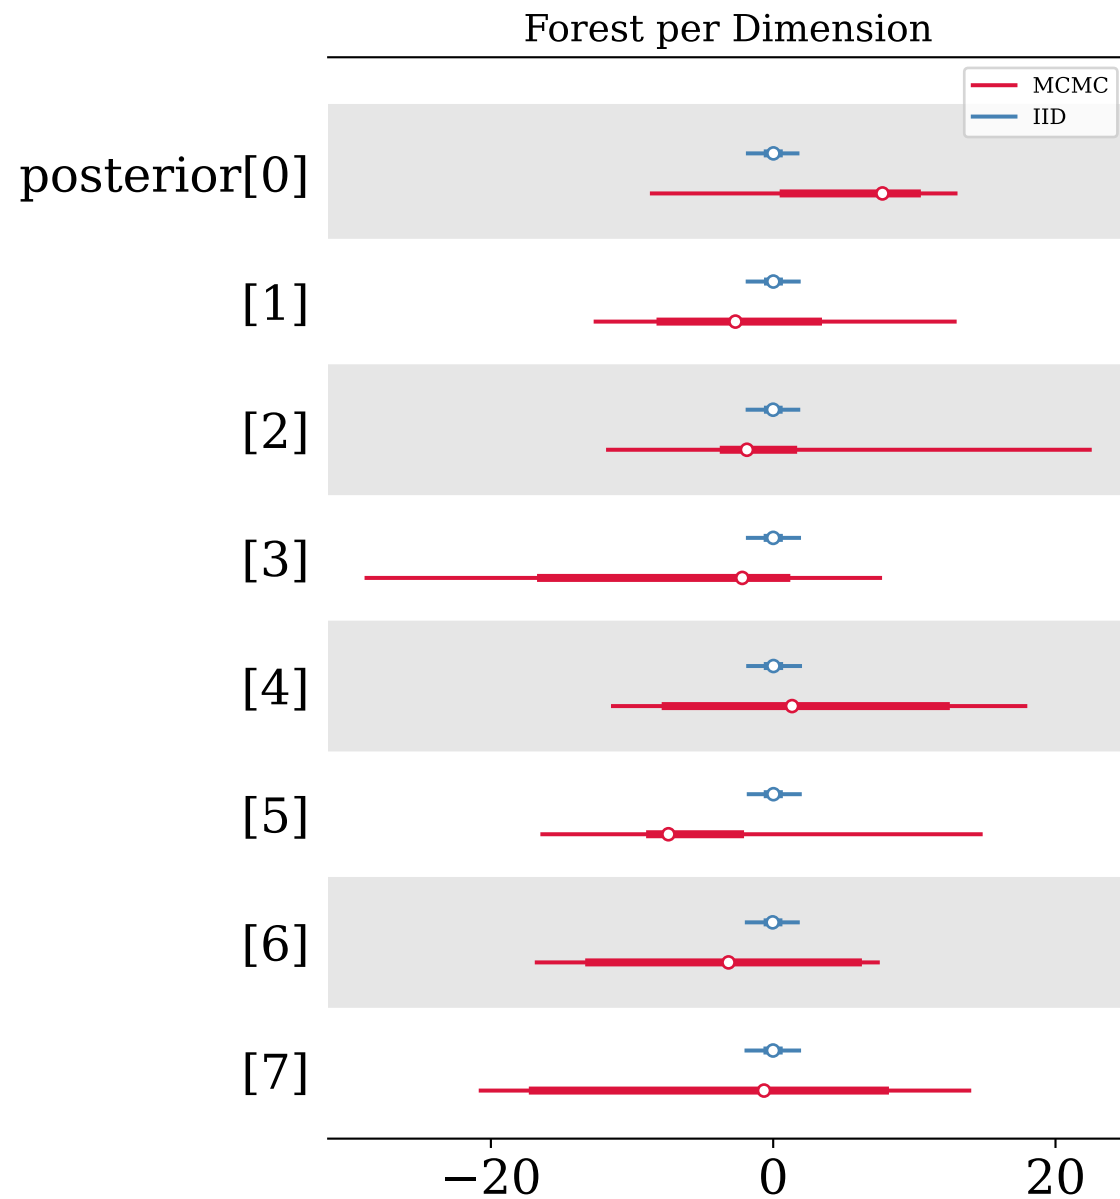 Forest per Dimension
MCMC
IID
posterior[0]
[1]
[2]
[3]
[4]
[5]
[6]
[7]
−20 0 20